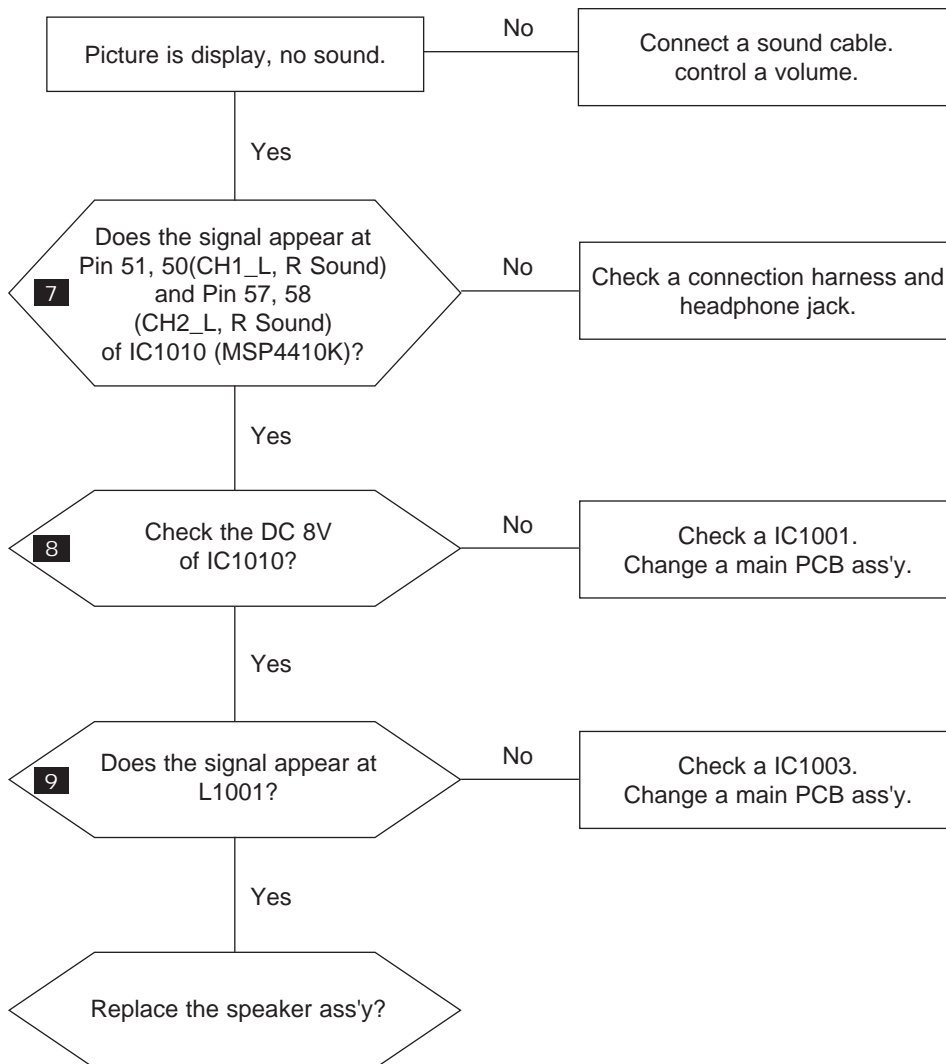 Picture is display, no sound.
No
Connect a sound cable.
control a volume.
Yes
Does the signal appear at
Pin 51, 50(CH1_L, R Sound)
and Pin 57, 58
(CH2_L, R Sound)
of IC1010 (MSP4410K)?
7
No
Check a connection harness and
headphone jack.
Yes
Check the DC 8V
of IC1010?
8
No
Check a IC1001.
Change a main PCB ass'y.
Yes
Does the signal appear at
L1001?
9
No
Check a IC1003.
Change a main PCB ass'y.
Yes
Replace the speaker ass'y?